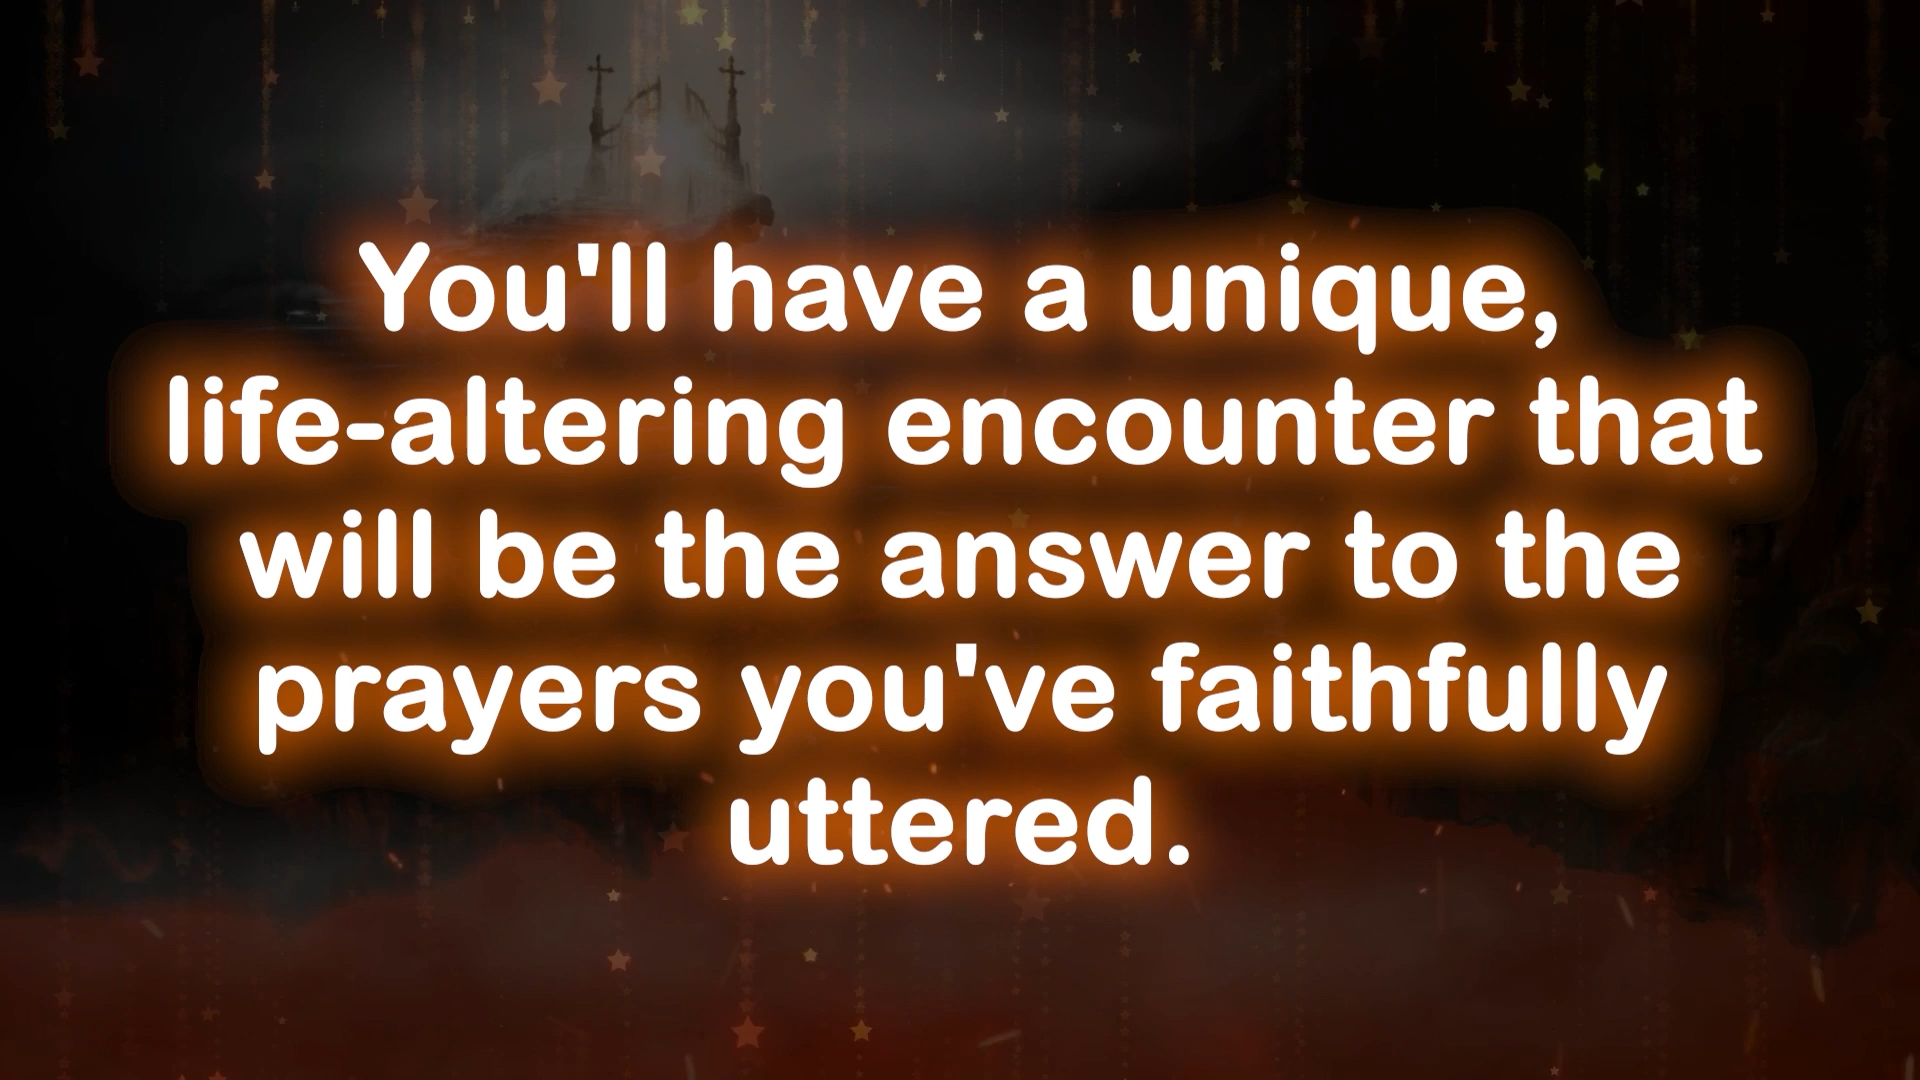 You'll have a unique,
life-altering encounter that
will be the answer to the
prayers you've faithfully
uttered.